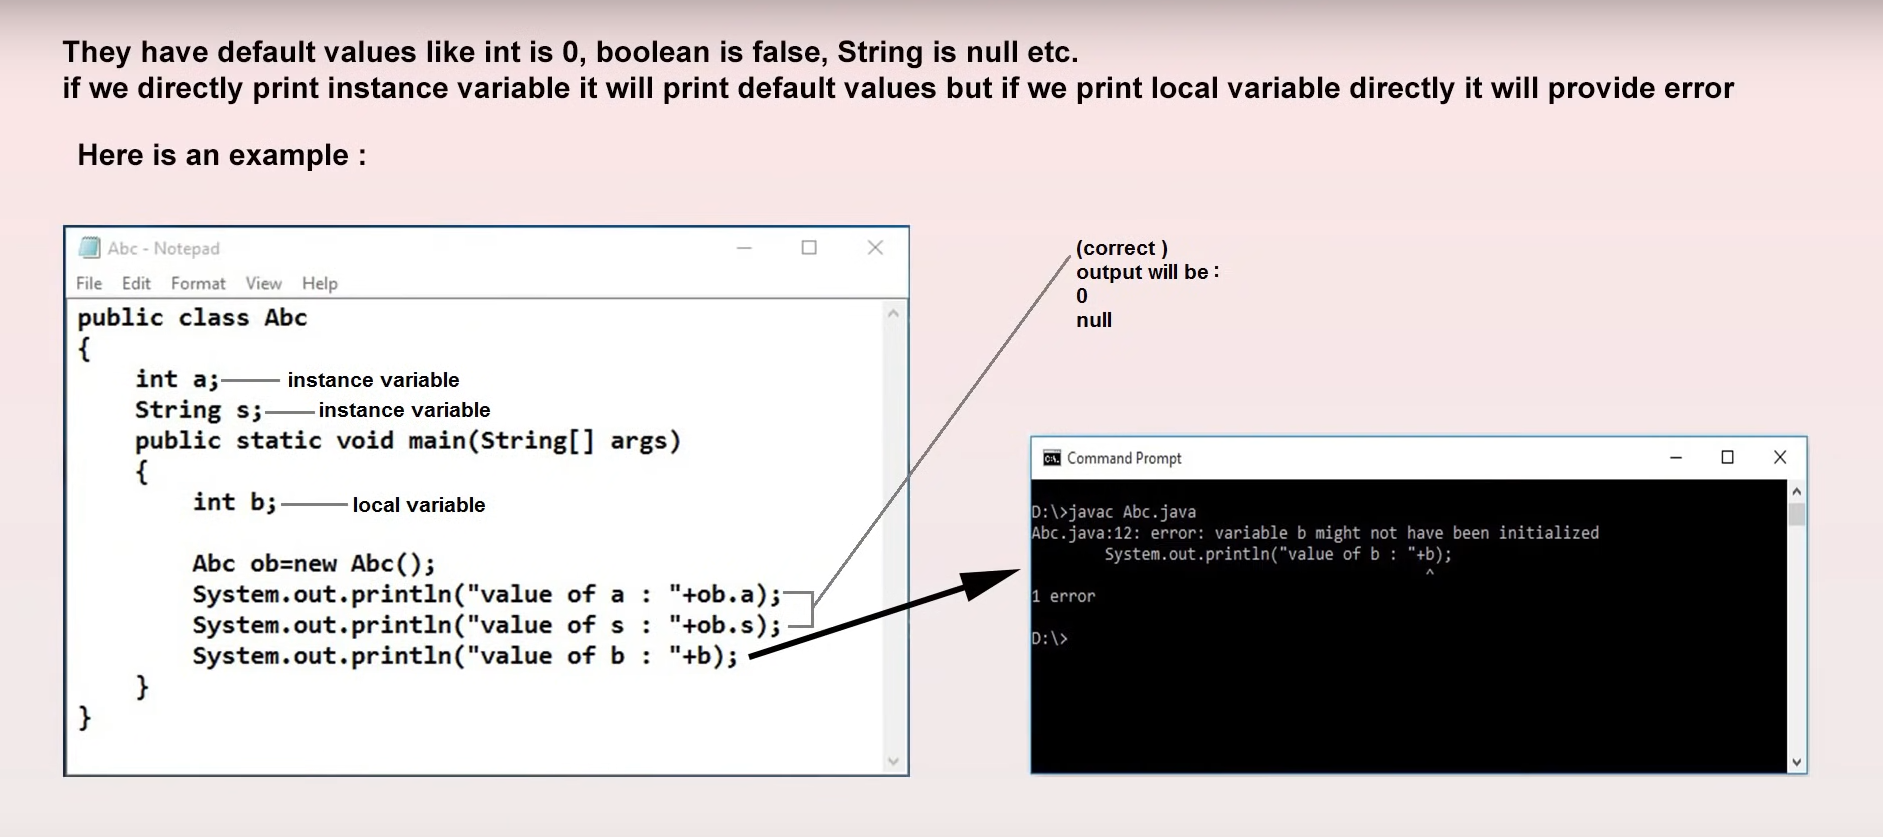 They have default values like int is 0, boolean is false, String is null etc.
if we directly print instance variable it will print default values but if we print local variable directly it will provide error
Here is an example :
Abc - Notepad
File Edit Format View Help
public class Abc
{
int a; instance variable
String s; instance variable
public static void main(String[] args)
{
int b; local variable
Abc ob=new Abc();
System.out.println("value of a : "+ob.a);
System.out.println("value of s : "+ob.s);
System.out.println("value of b : "+b);
}
}
(correct )
output will be :
0
null
Command Prompt
D:\>javac Abc.java
Abc.java:12: error: variable b might not have been initialized
System.out.println("value of b : "+b);
^
1 error
D:\>